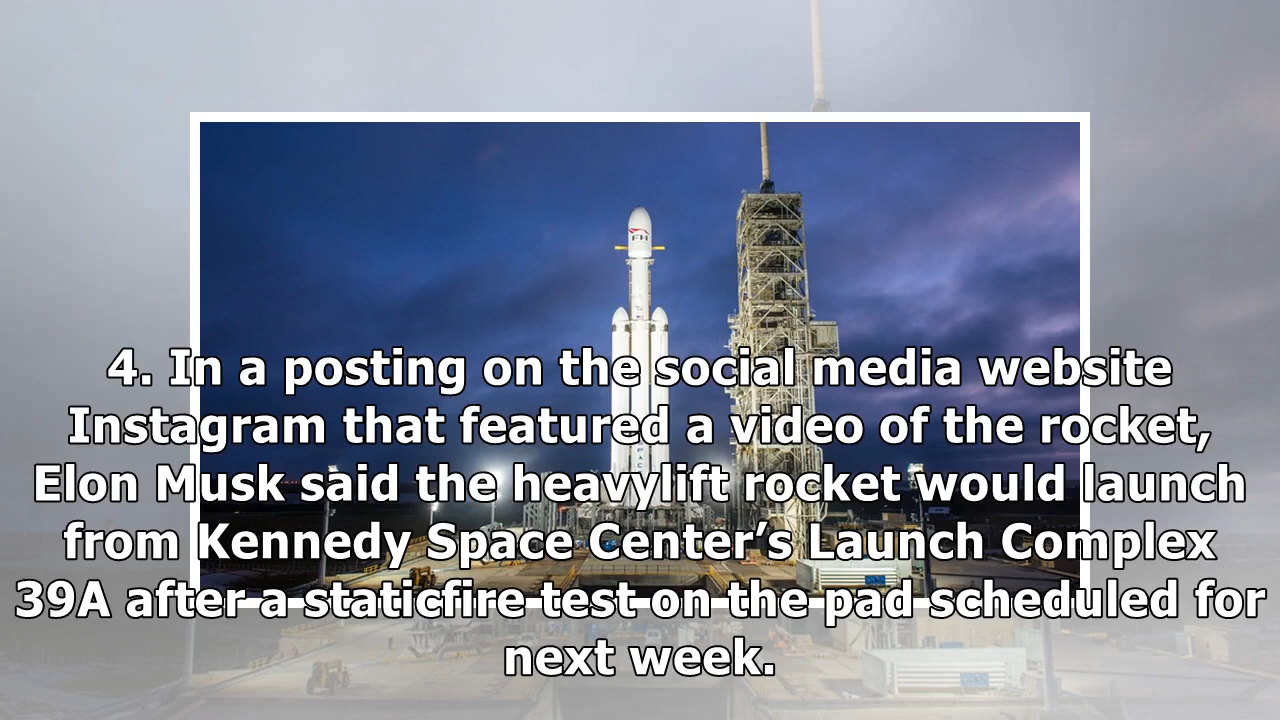 FH
4. In a posting on the social media website
Instagram that featured a video of the rocket,
Elon Musk said the heavylift rocket would launch
from Kennedy Space Center’s Launch Complex
39A after a staticfire test on the pad scheduled for
next week.